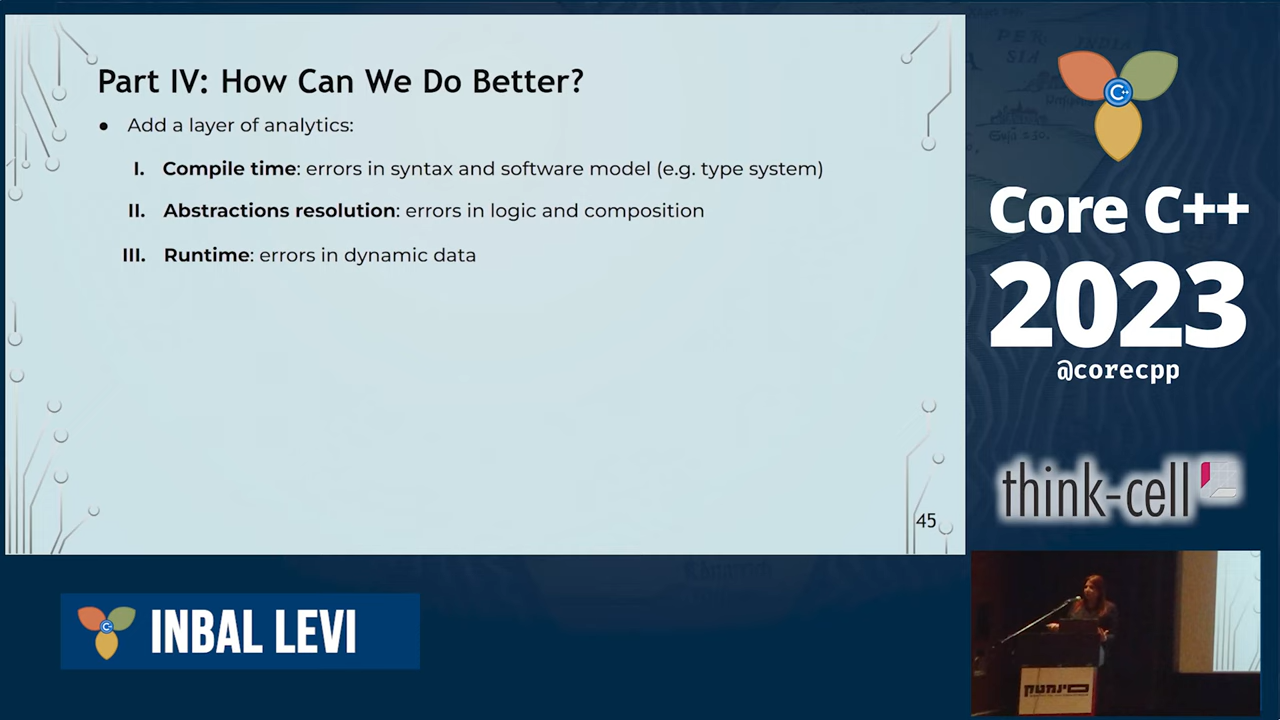 Part IV: How Can We Do Better?
● Add a layer of analytics:
I. Compile time: errors in syntax and software model (e.g. type system)
II. Abstractions resolution: errors in logic and composition
III. Runtime: errors in dynamic data
45
C++
Core C++
2023
@corecpp
think-cell
C++
INBAL LEVI
סינמטק